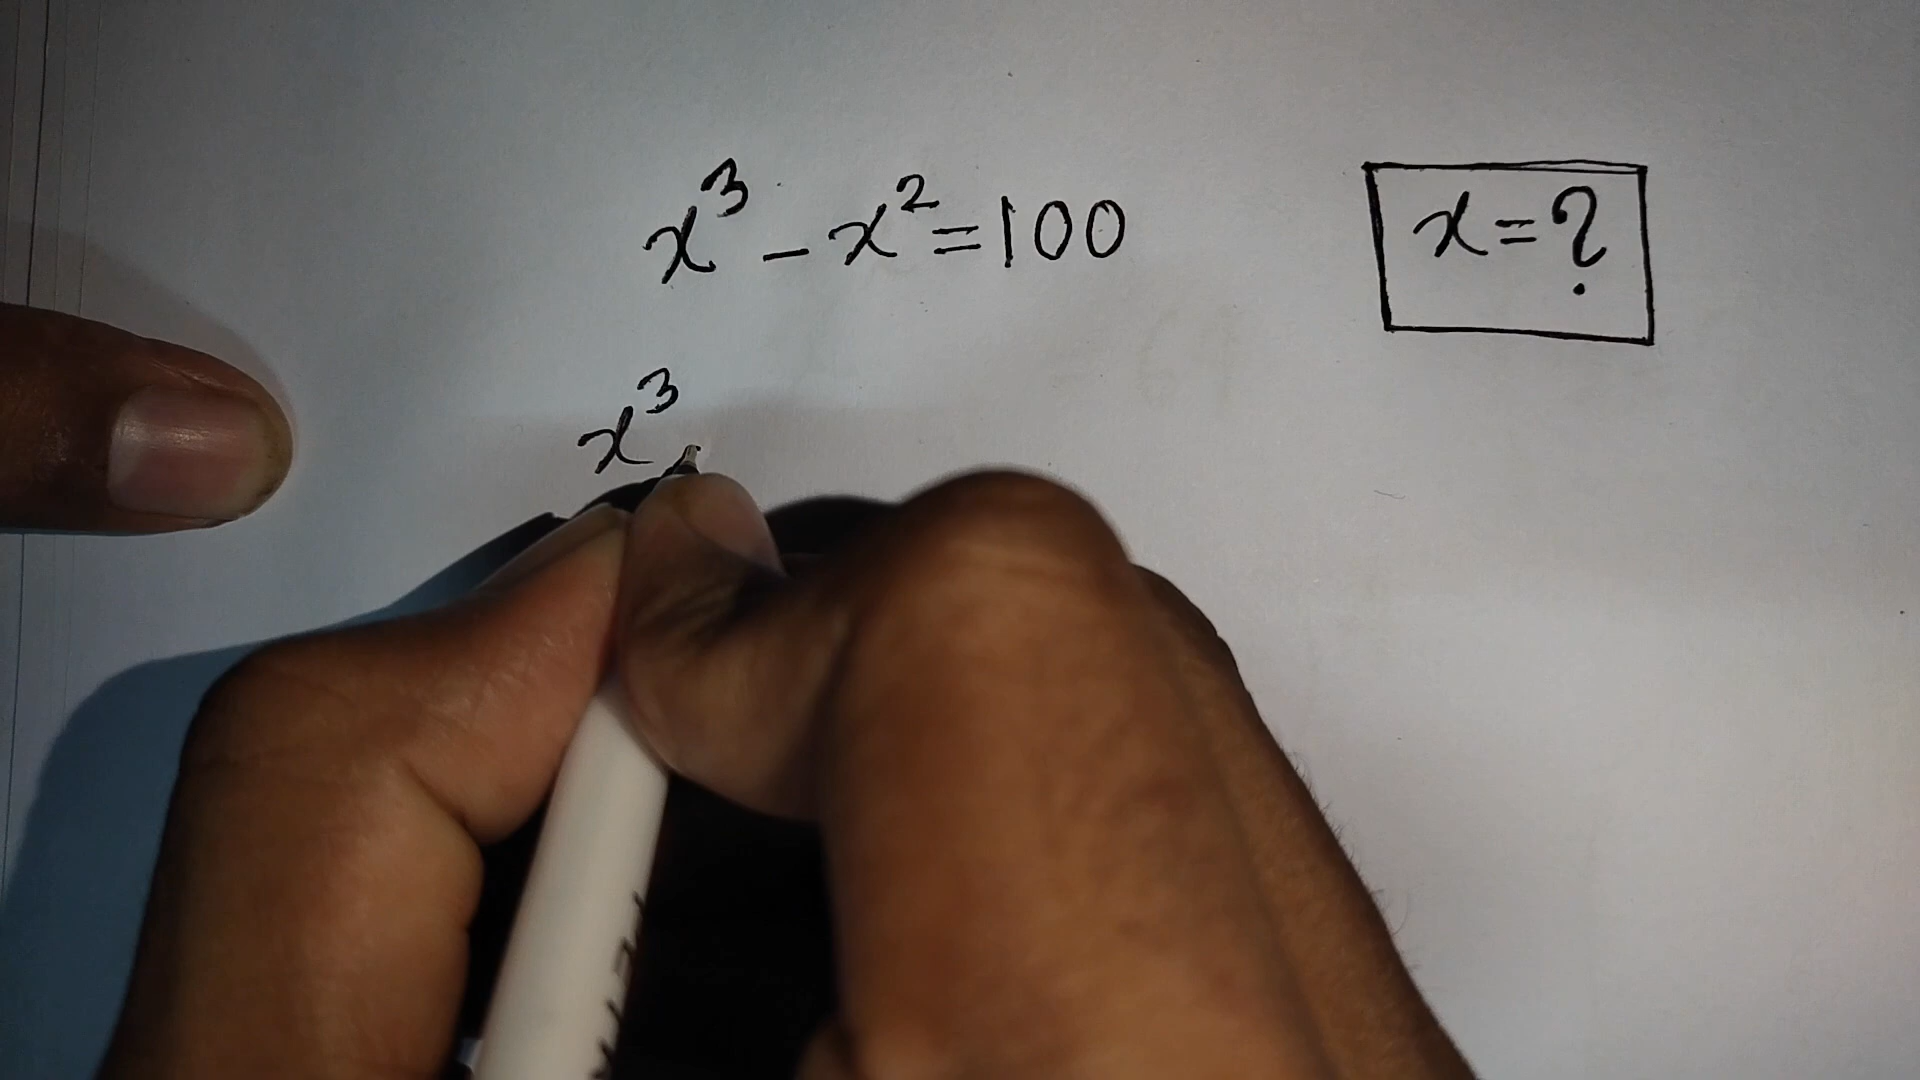 x³ - x² = 100
x = ?
x³